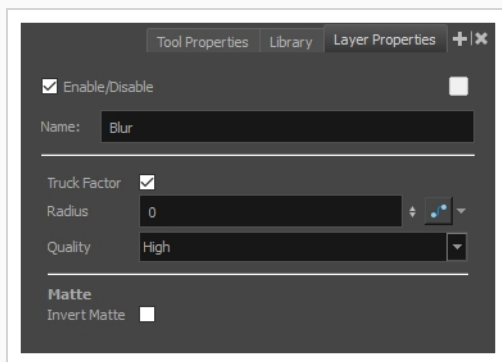 Tool Properties Library Layer Properties
Enable/Disable
Name: Blur
Truck Factor
Radius 0
Quality High
Matte
Invert Matte